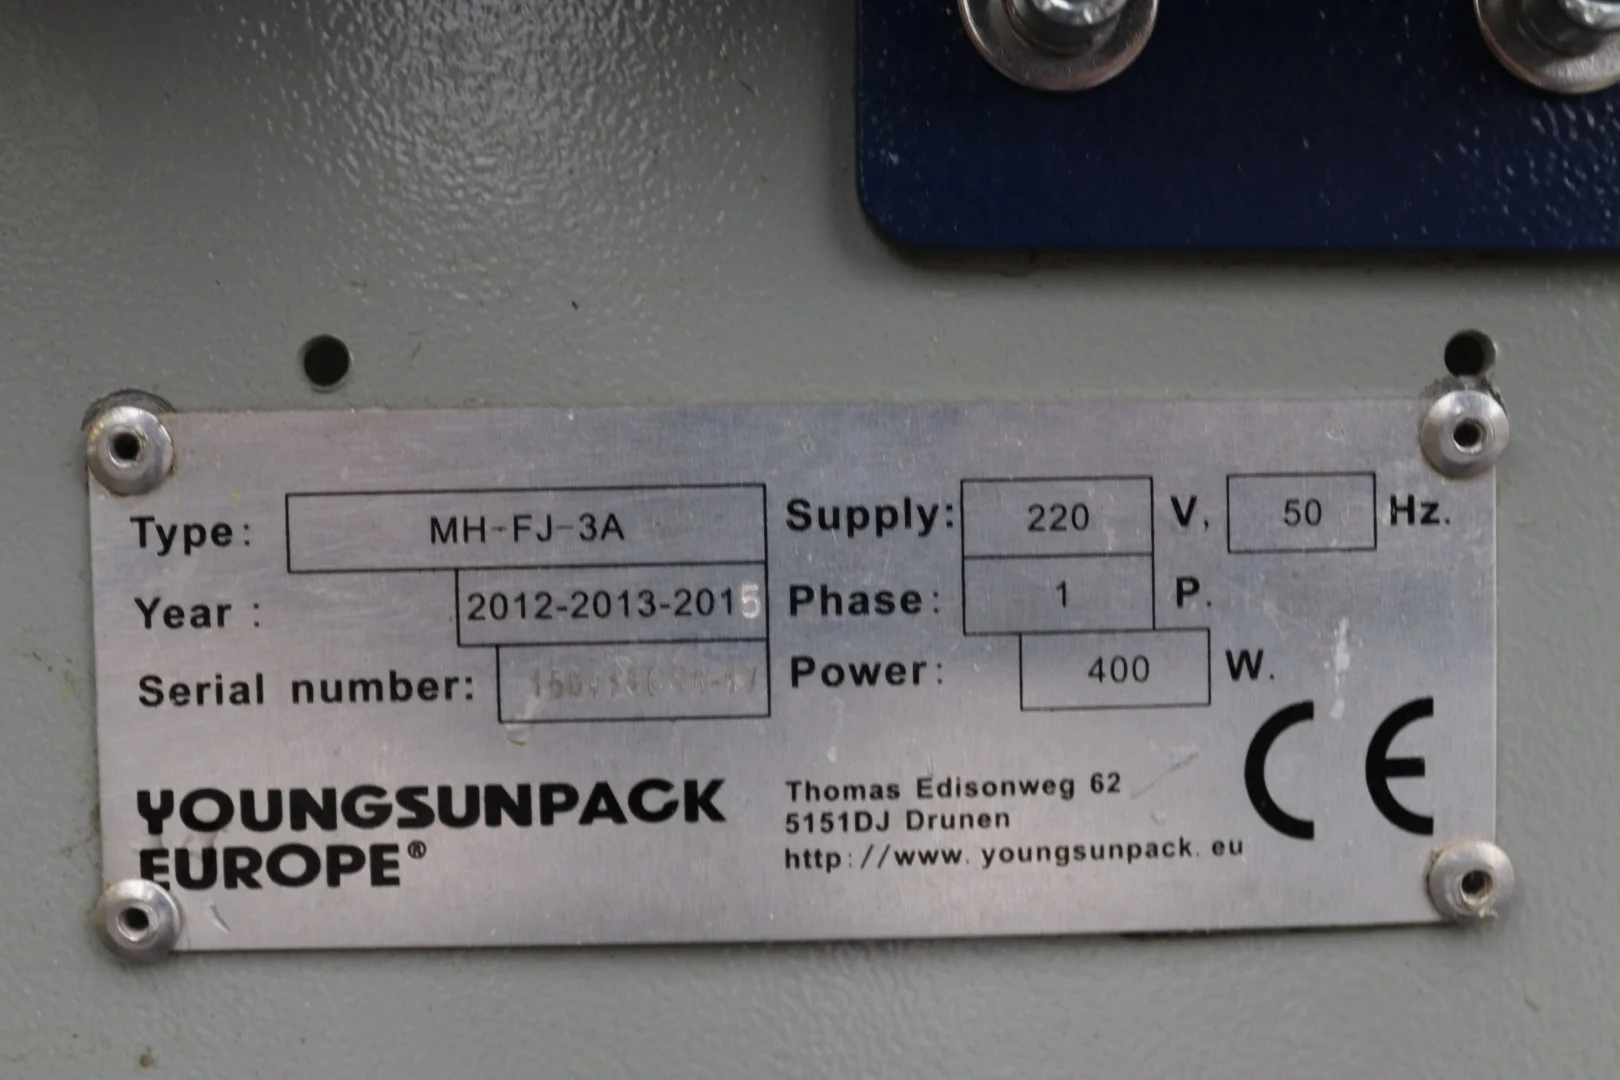 Type: MH-FJ-3A
Year : 2012-2013-2015
Serial number:
Supply: 220 V, 50 Hz.
Phase: 1 P.
Power: 400 W.
YOUNGSUNPACK
EUROPE®
Thomas Edisonweg 62
5151DJ Drunen
http://www.youngsunpack.eu
CE